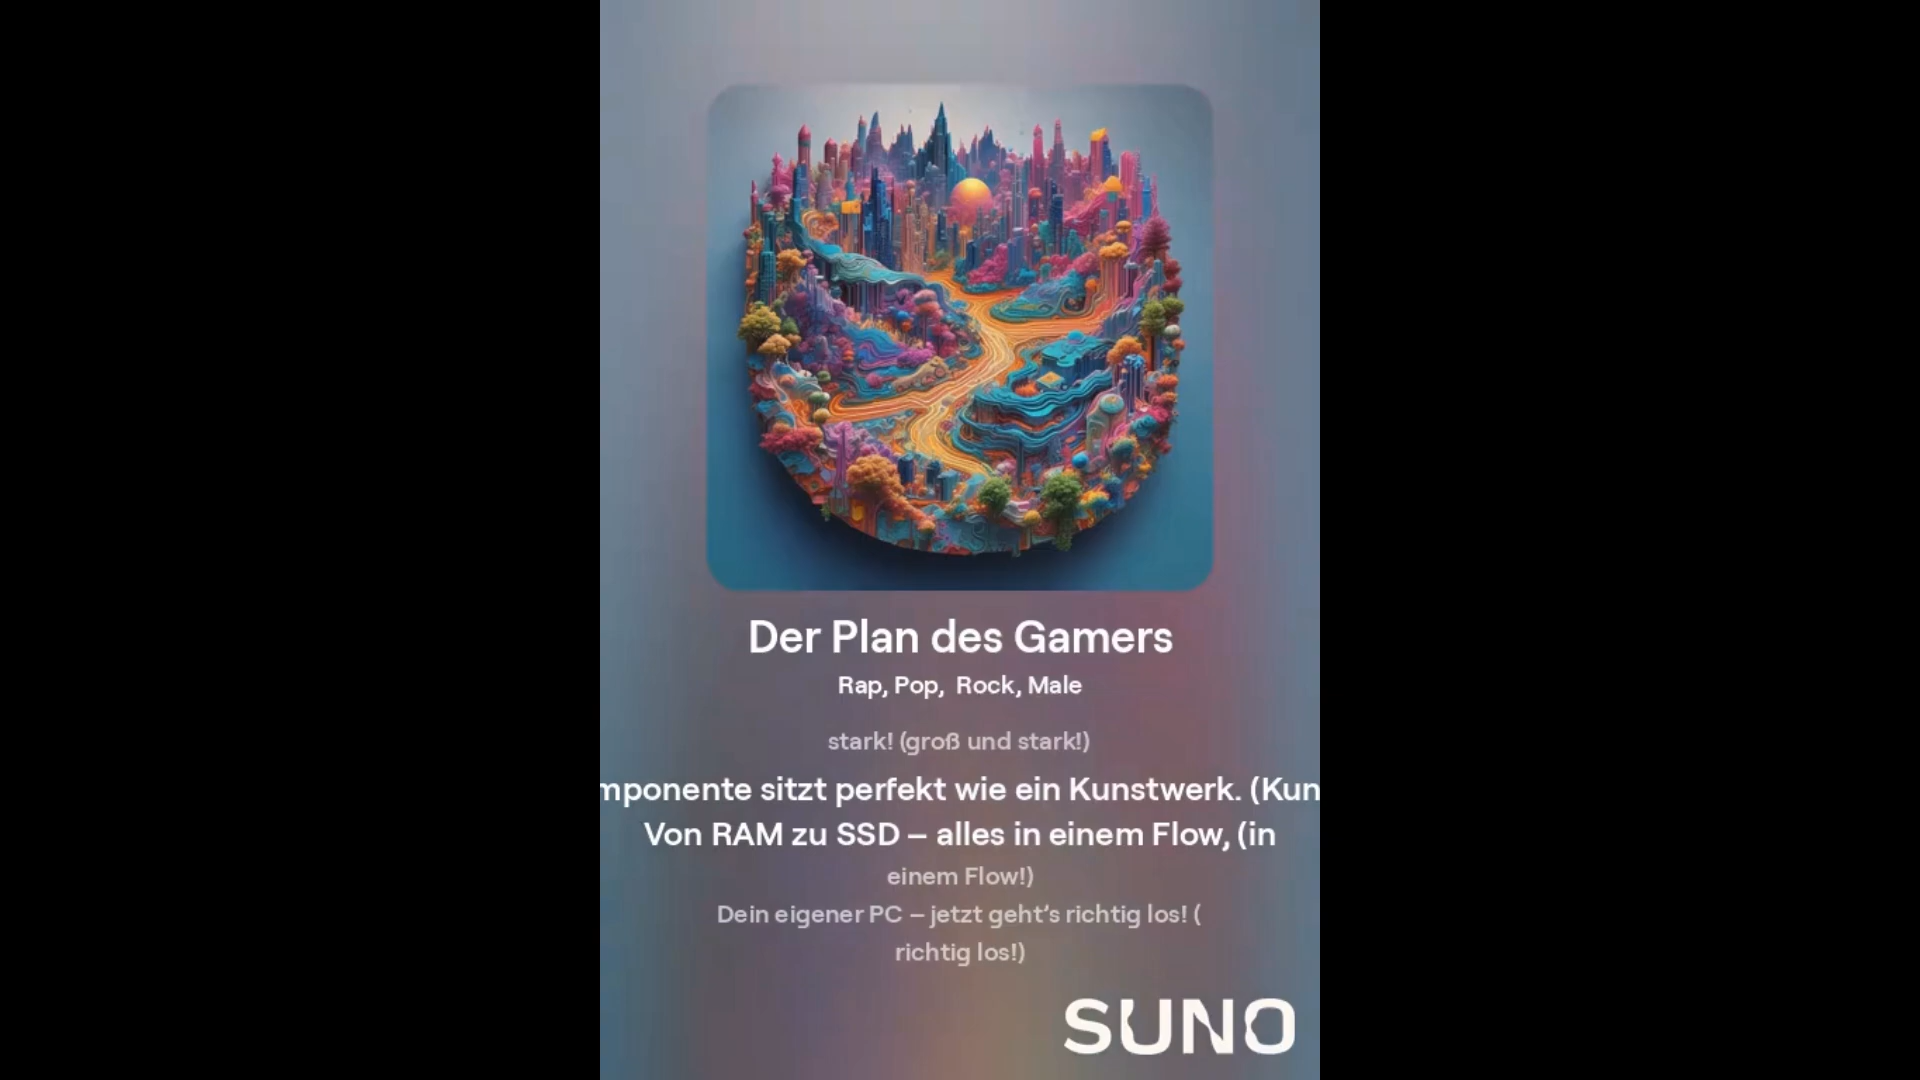 Der Plan des Gamers
Rap, Pop, Rock, Male
stark! (groß und stark!)
mponente sitzt perfekt wie ein Kunstwerk. (Kun
Von RAM zu SSD – alles in einem Flow, (in
einem Flow!)
Dein eigener PC – jetzt geht's richtig los! (
richtig los!)
SUNO